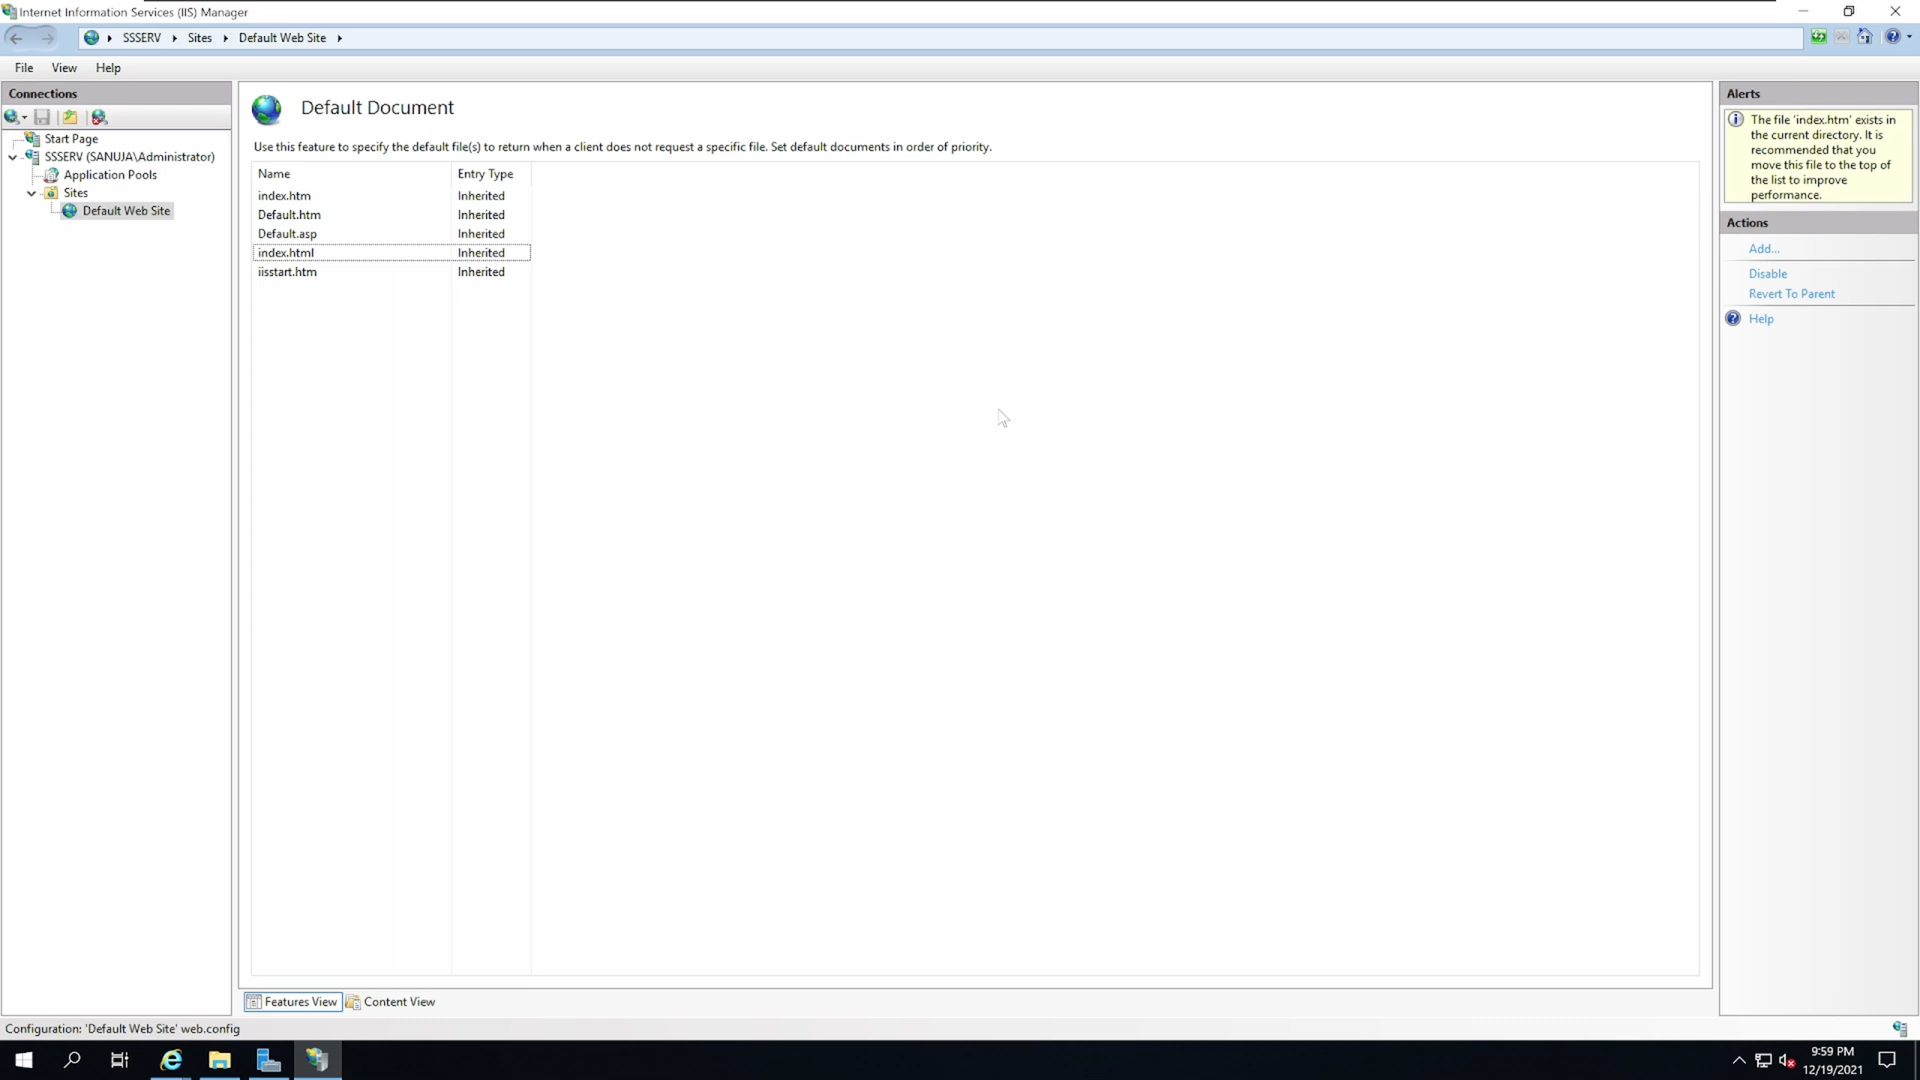 Internet Information Services (IIS) Manager
SSSERV
Sites
Default Web Site
File
View
Help
Connections
Start Page
SSSERV (SANUJA\Administrator)
Application Pools
Sites
Default Web Site
Default Document
Use this feature to specify the default file(s) to return when a client does not request a specific file. Set default documents in order of priority.
Name Entry Type
index.htm Inherited
Default.htm Inherited
Default.asp Inherited
index.html Inherited
iisstart.htm Inherited
Features View
Content View
Alerts
The file 'index.htm' exists in
the current directory. It is
recommended that you
move this file to the top of
the list to improve
performance.
Actions
Add...
Disable
Revert To Parent
Help
Configuration: 'Default Web Site' web.config
9:59 PM
12/19/2021